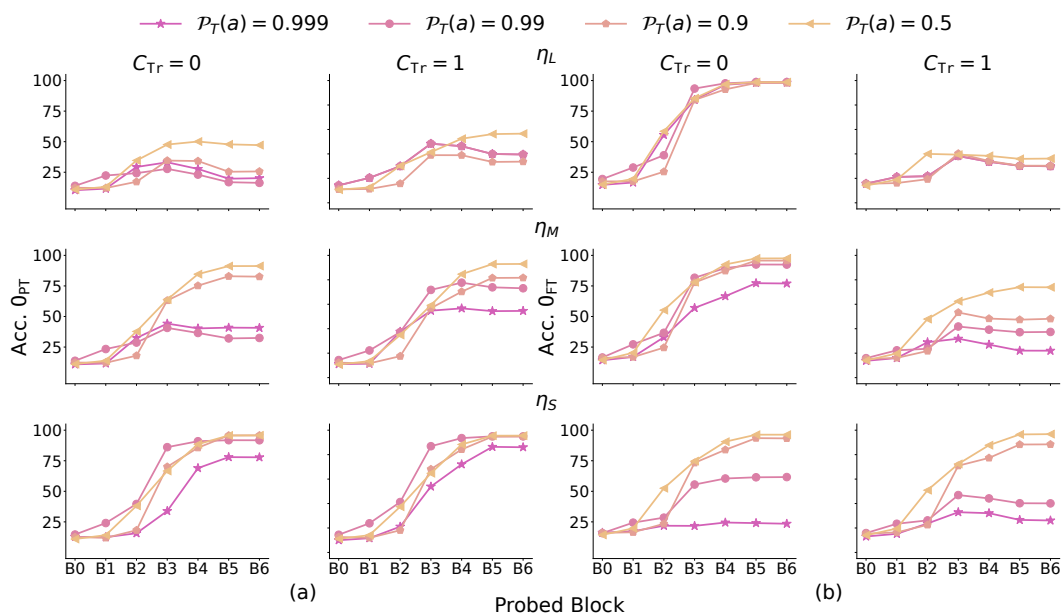 𝒫_T(a) = 0.999 𝒫_T(a) = 0.99 𝒫_T(a) = 0.9 𝒫_T(a) = 0.5
η_L
C_Tr = 0 C_Tr = 1 C_Tr = 0 C_Tr = 1
100 100
75 75
50 50
25 25
η_M
100 100
75 75
50 50
25 25
Acc. 0_PT Acc. 0_FT
η_S
100 100
75 75
50 50
25 25
B0 B1 B2 B3 B4 B5 B6 B0 B1 B2 B3 B4 B5 B6 B0 B1 B2 B3 B4 B5 B6 B0 B1 B2 B3 B4 B5 B6
(a) (b)
Probed Block